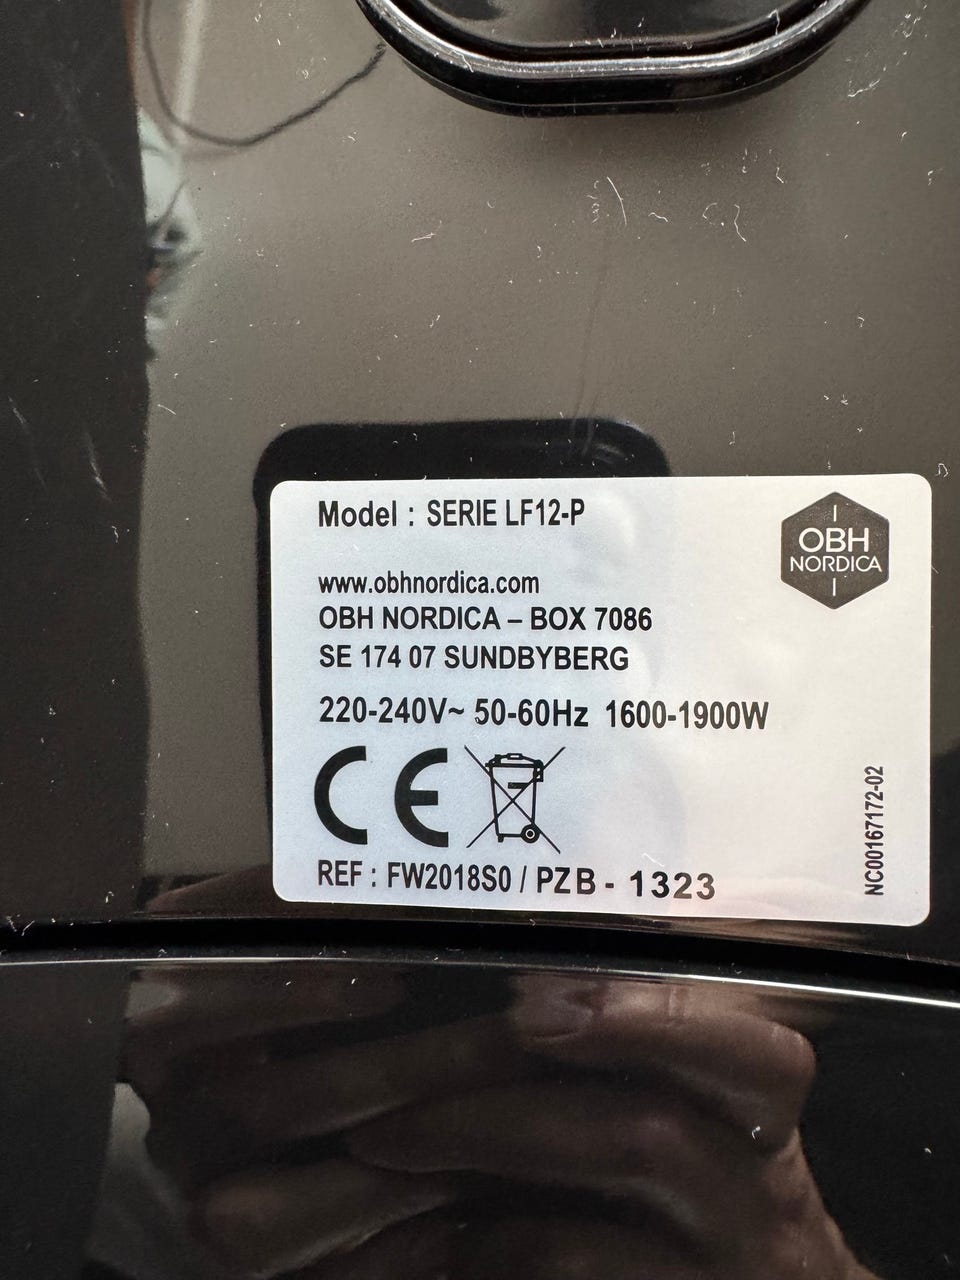 Model : SERIE LF12-P
OBH
NORDICA
www.obhnordica.com
OBH NORDICA – BOX 7086
SE 174 07 SUNDBYBERG
220-240V~ 50-60Hz 1600-1900W
CE
REF : FW2018S0 / PZB - 1323
NC00167172-02